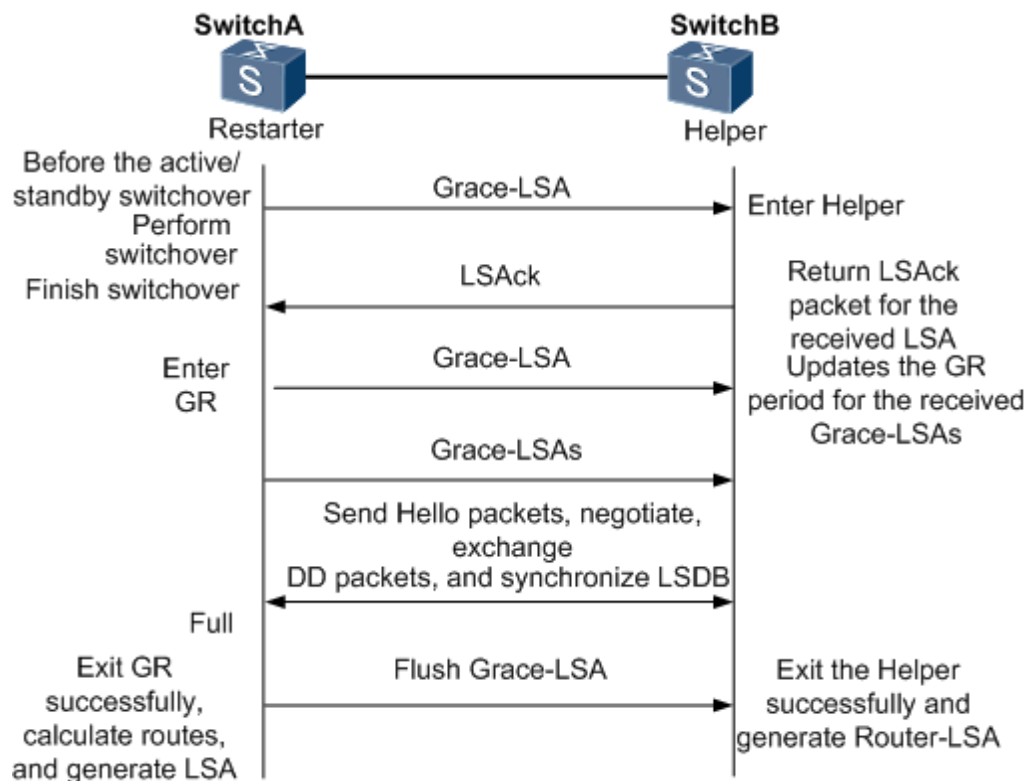 SwitchA
SwitchB
S
S
Restarter
Helper
Before the active/
standby switchover
Grace-LSA
Enter Helper
Perform
switchover
Finish switchover
LSAck
Return LSAck
packet for the
received LSA
Enter
GR
Grace-LSA
Updates the GR
period for the received
Grace-LSAs
Grace-LSAs
Send Hello packets, negotiate,
exchange
DD packets, and synchronize LSDB
Full
Exit GR
successfully,
calculate routes,
and generate LSA
Flush Grace-LSA
Exit the Helper
successfully and
generate Router-LSA